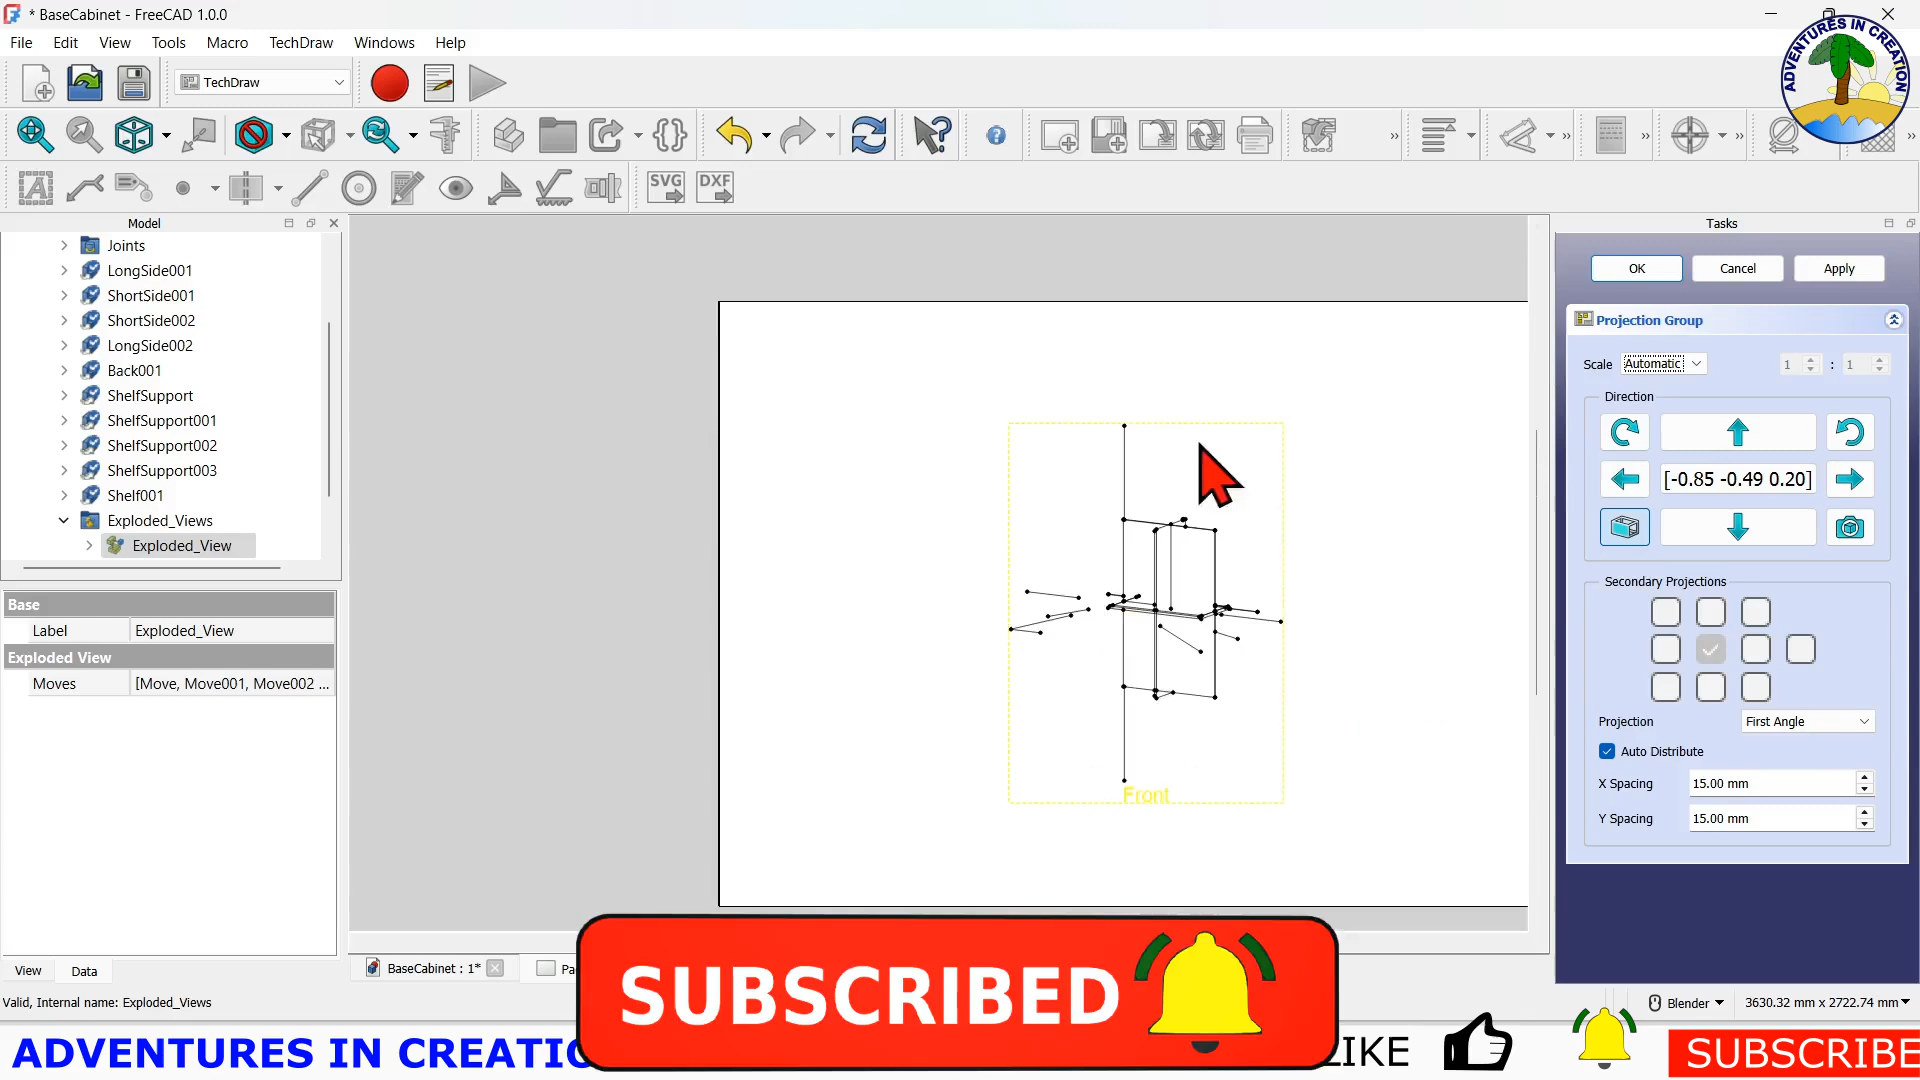 * BaseCabinet - FreeCAD 1.0.0
File Edit View Tools Macro TechDraw Windows Help
ADVENTURES IN CREATION
TechDraw
SVG DXF
Model
Tasks
Joints
LongSide001
ShortSide001
ShortSide002
LongSide002
Back001
ShelfSupport
ShelfSupport001
ShelfSupport002
ShelfSupport003
Shelf001
Exploded_Views
Exploded_View
Base
Label Exploded_View
Exploded View
Moves [Move, Move001, Move002 ...
View Data
Valid, Internal name: Exploded_Views
Front
BaseCabinet : 1*
Pa
OK Cancel Apply
Projection Group
Scale Automatic 1 : 1
Direction
[-0.85 -0.49 0.20]
Secondary Projections
Projection First Angle
Auto Distribute
X Spacing 15.00 mm
Y Spacing 15.00 mm
Blender 3630.32 mm x 2722.74 mm
SUBSCRIBED
ADVENTURES IN CREATIO
LIKE
SUBSCRIBE